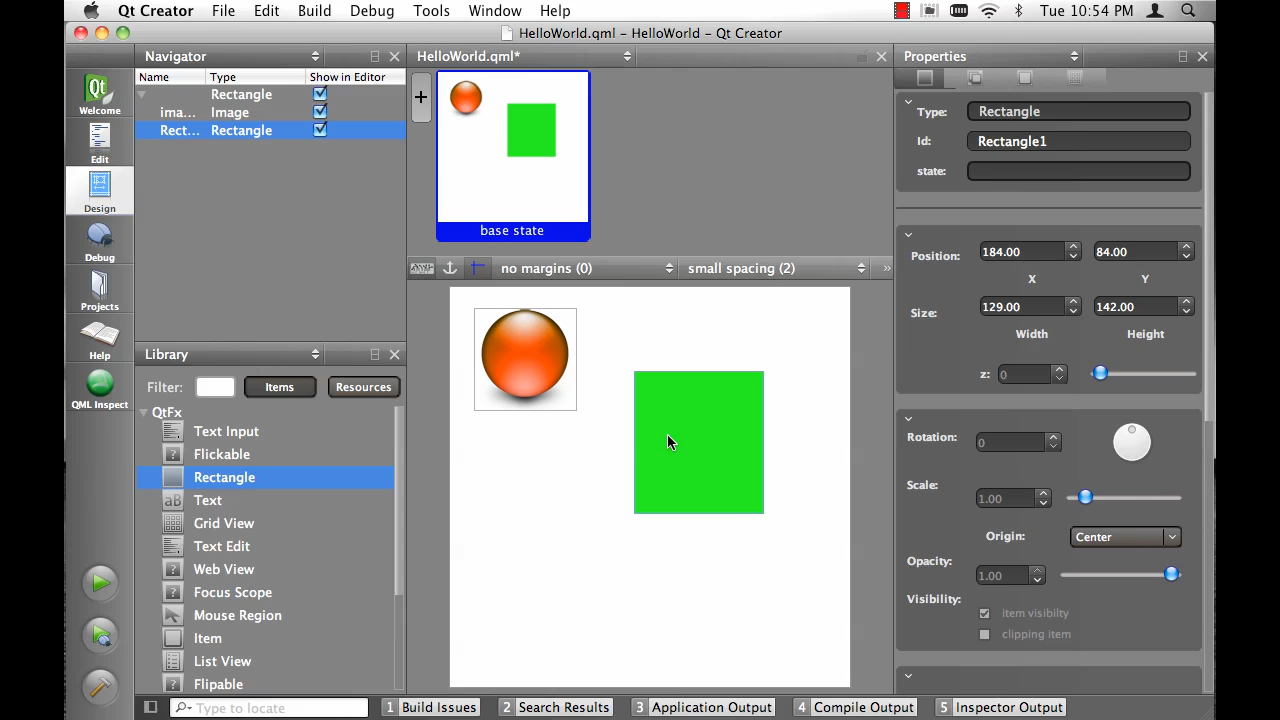 Qt Creator File Edit Build Debug Tools Window Help Tue 10:54 PM
HelloWorld.qml – HelloWorld – Qt Creator
Navigator
Name Type Show in Editor
Rectangle
ima... Image
Rect... Rectangle
Qt
Welcome
Edit
Design
Debug
Projects
Help
QML Inspect
Library
Filter: Items Resources
QtFx
Text Input
? Flickable
Rectangle
aB Text
Grid View
Text Edit
? Web View
? Focus Scope
Mouse Region
Item
List View
? Flipable
HelloWorld.qml*
+
base state
no margins (0) small spacing (2) »
Properties
Type: Rectangle
Id: Rectangle1
state:
Position: 184.00 84.00
X Y
Size: 129.00 142.00
Width Height
z: 0
Rotation: 0
Scale: 1.00
Origin: Center
Opacity: 1.00
Visibility: item visibilty
clipping item
Type to locate 1 Build Issues 2 Search Results 3 Application Output 4 Compile Output 5 Inspector Output